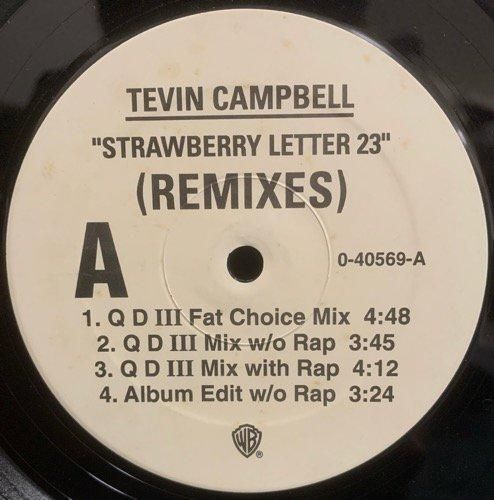 TEVIN CAMPBELL
"STRAWBERRY LETTER 23"
(REMIXES)
A
0-40569-A
1. Q D III Fat Choice Mix 4:48
2. Q D III Mix w/o Rap 3:45
3. Q D III Mix with Rap 4:12
4. Album Edit w/o Rap 3:24
WB